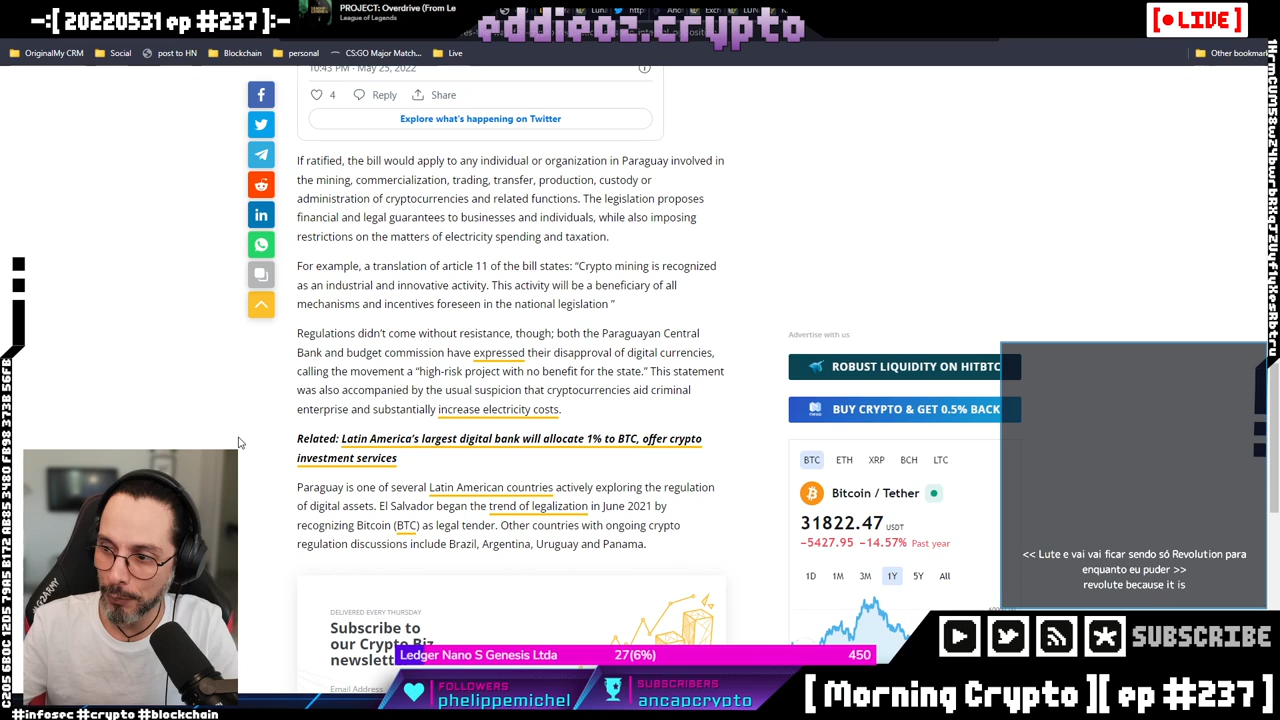 -:[ 20220531 ep #237 ]:-
PROJECT: Overdrive (From Le
League of Legends
eddieoz.crypto
[ LIVE ]
OriginalMy CRM
Social
post to HN
Blockchain
personal
CS:GO Major Match...
Live
Other bookmar
10:43 PM · May 25, 2022
4
Reply
Share
Explore what's happening on Twitter
If ratified, the bill would apply to any individual or organization in Paraguay involved in
the mining, commercialization, trading, transfer, production, custody or
administration of cryptocurrencies and related functions. The legislation proposes
financial and legal guarantees to businesses and individuals, while also imposing
restrictions on the matters of electricity spending and taxation.
For example, a translation of article 11 of the bill states: “Crypto mining is recognized
as an industrial and innovative activity. This activity will be a beneficiary of all
mechanisms and incentives foreseen in the national legislation ”
Regulations didn’t come without resistance, though; both the Paraguayan Central
Bank and budget commission have expressed their disapproval of digital currencies,
calling the movement a “high-risk project with no benefit for the state.” This statement
was also accompanied by the usual suspicion that cryptocurrencies aid criminal
enterprise and substantially increase electricity costs.
Related: Latin America’s largest digital bank will allocate 1% to BTC, offer crypto
investment services
Paraguay is one of several Latin American countries actively exploring the regulation
of digital assets. El Salvador began the trend of legalization in June 2021 by
recognizing Bitcoin (BTC) as legal tender. Other countries with ongoing crypto
regulation discussions include Brazil, Argentina, Uruguay and Panama.
DELIVERED EVERY THURSDAY
Subscribe to
our Crypto Biz
newslett
Email Address
Advertise with us
ROBUST LIQUIDITY ON HITBTC
BUY CRYPTO & GET 0.5% BACK
BTC
ETH
XRP
BCH
LTC
Bitcoin / Tether
31822.47 USDT
−5427.95 −14.57% Past year
1D
1M
3M
1Y
5Y
All
<< Lute e vai vai ficar sendo só Revolution para
enquanto eu puder >>
revolute because it is
Ledger Nano S Genesis Ltda
27(6%)
450
FOLLOWERS
phelippemichel
SUBSCRIBERS
ancapcrypto
SUBSCRIBE
[ Morning Crypto ][ ep #237 ]
#infosec #crypto #blockchain